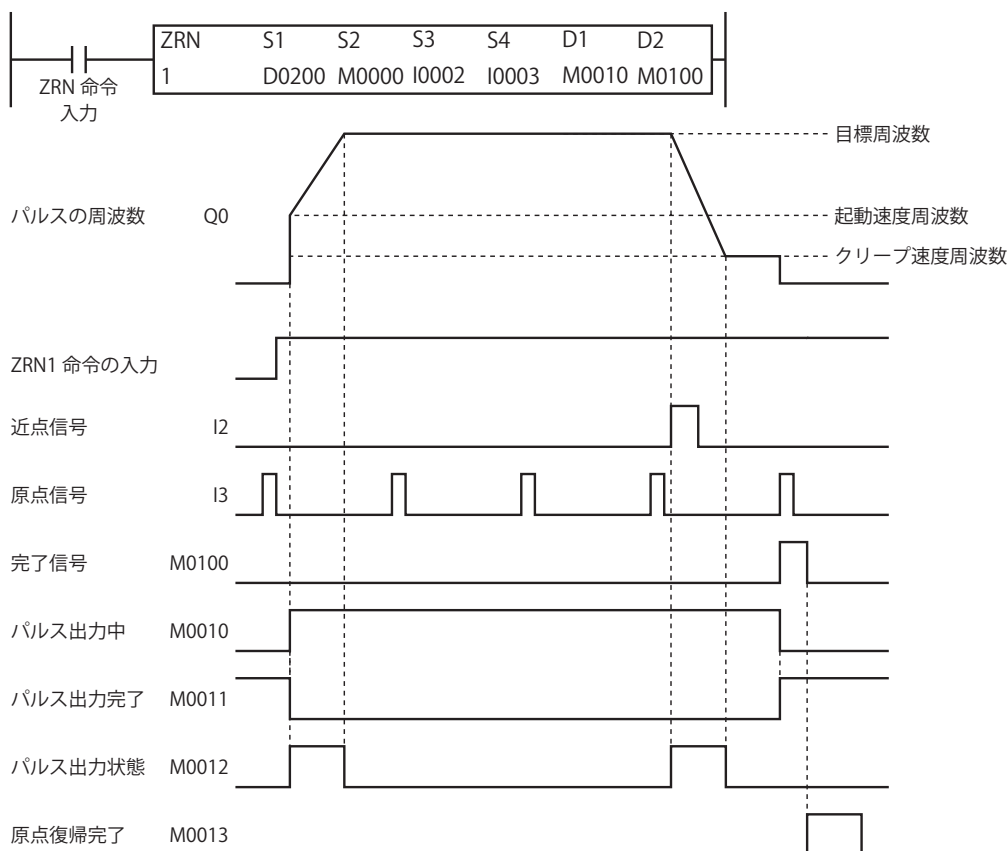 ZRN S1 S2 S3 S4 D1 D2
1 D0200 M0000 I0002 I0003 M0010 M0100
ZRN 命令
入力
目標周波数
パルスの周波数 Q0
起動速度周波数
クリープ速度周波数
ZRN1 命令の入力
近点信号 I2
原点信号 I3
完了信号 M0100
パルス出力中 M0010
パルス出力完了 M0011
パルス出力状態 M0012
原点復帰完了 M0013